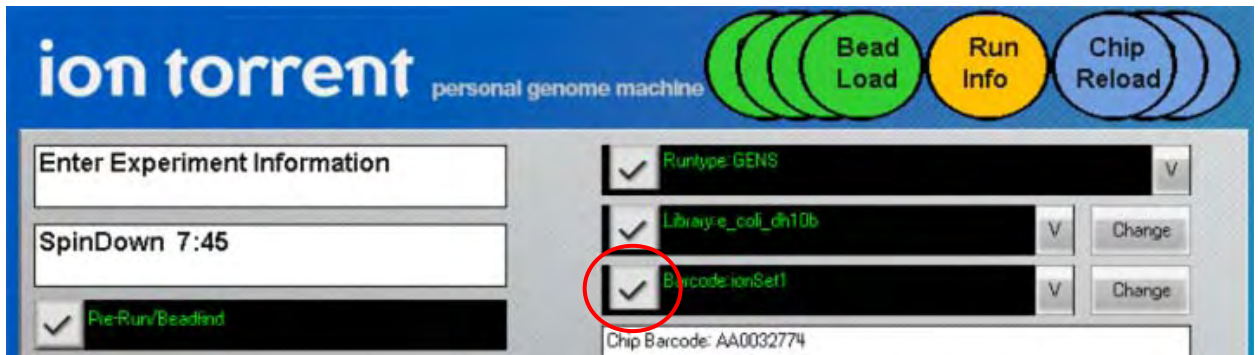 ion torrent personal genome machine
Bead Load
Run Info
Chip Reload
Enter Experiment Information
SpinDown 7:45
Pre-Run/Beadfind
Runtype:GENS
V
Library:e_coli_dh10b
V
Change
Barcode:ionSet1
V
Change
Chip Barcode: AA0032774